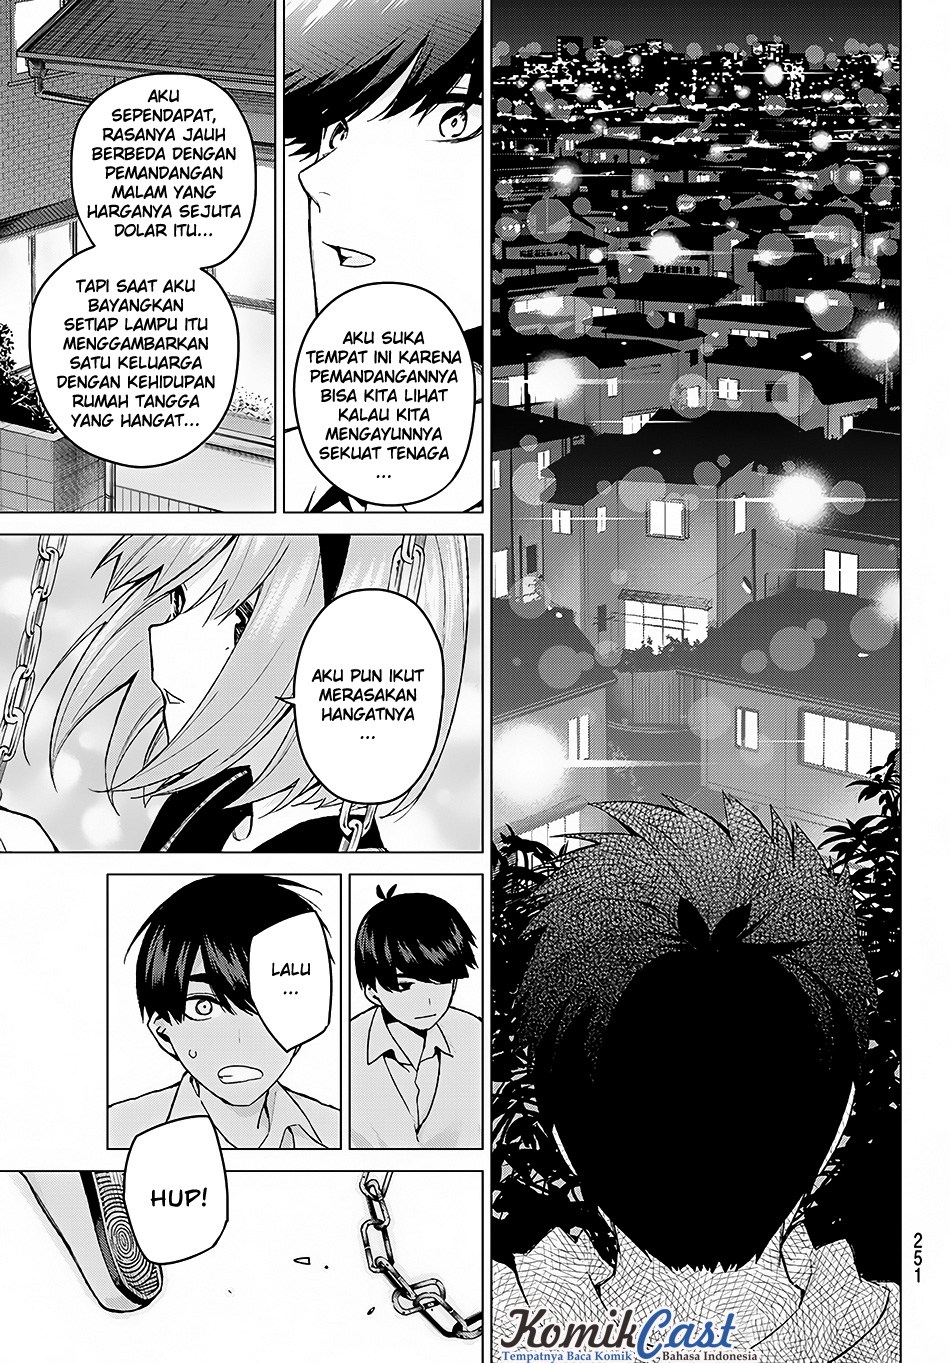 AKU SUKA
TEMPAT INI KARENA
PEMANDANGANNYA
BISA KITA LIHAT
KALAU KITA
MENGAYUNNYA
SEKUAT TENAGA
...
AKU
SEPENDAPAT,
RASANYA JAUH
BERBEDA DENGAN
PEMANDANGAN
MALAM YANG
HARGANYA SEJUTA
DOLAR ITU...
TAPI SAAT AKU
BAYANGKAN
SETIAP LAMPU ITU
MENGGAMBARKAN
SATU KELUARGA
DENGAN KEHIDUPAN
RUMAH TANGGA
YANG HANGAT...
AKU PUN IKUT
MERASAKAN
HANGATNYA
...
LALU
...
HUP!
251
KomikCast
Tempatnya Baca Komik Bahasa Indonesia